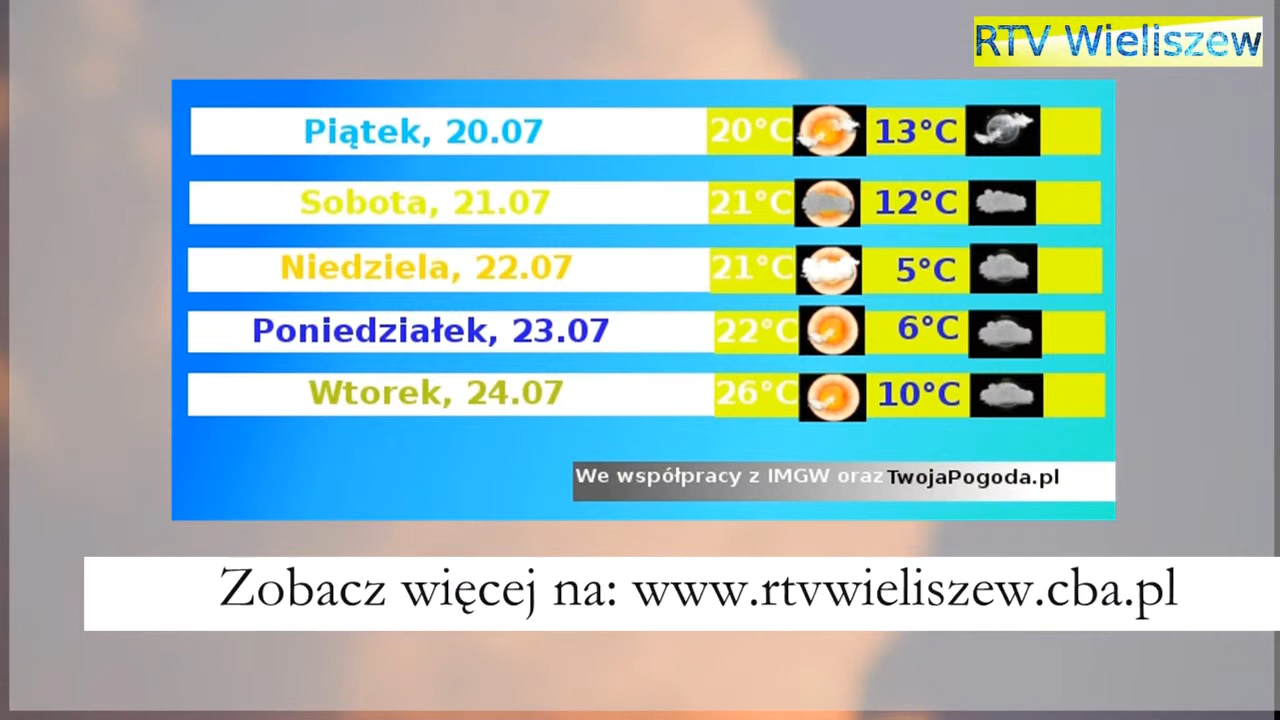 RTV Wieliszew
Piątek, 20.07 20°C 13°C
Sobota, 21.07 21°C 12°C
Niedziela, 22.07 21°C 5°C
Poniedziałek, 23.07 22°C 6°C
Wtorek, 24.07 26°C 10°C
We współpracy z IMGW oraz TwojaPogoda.pl
Zobacz więcej na: www.rtvwieliszew.cba.pl